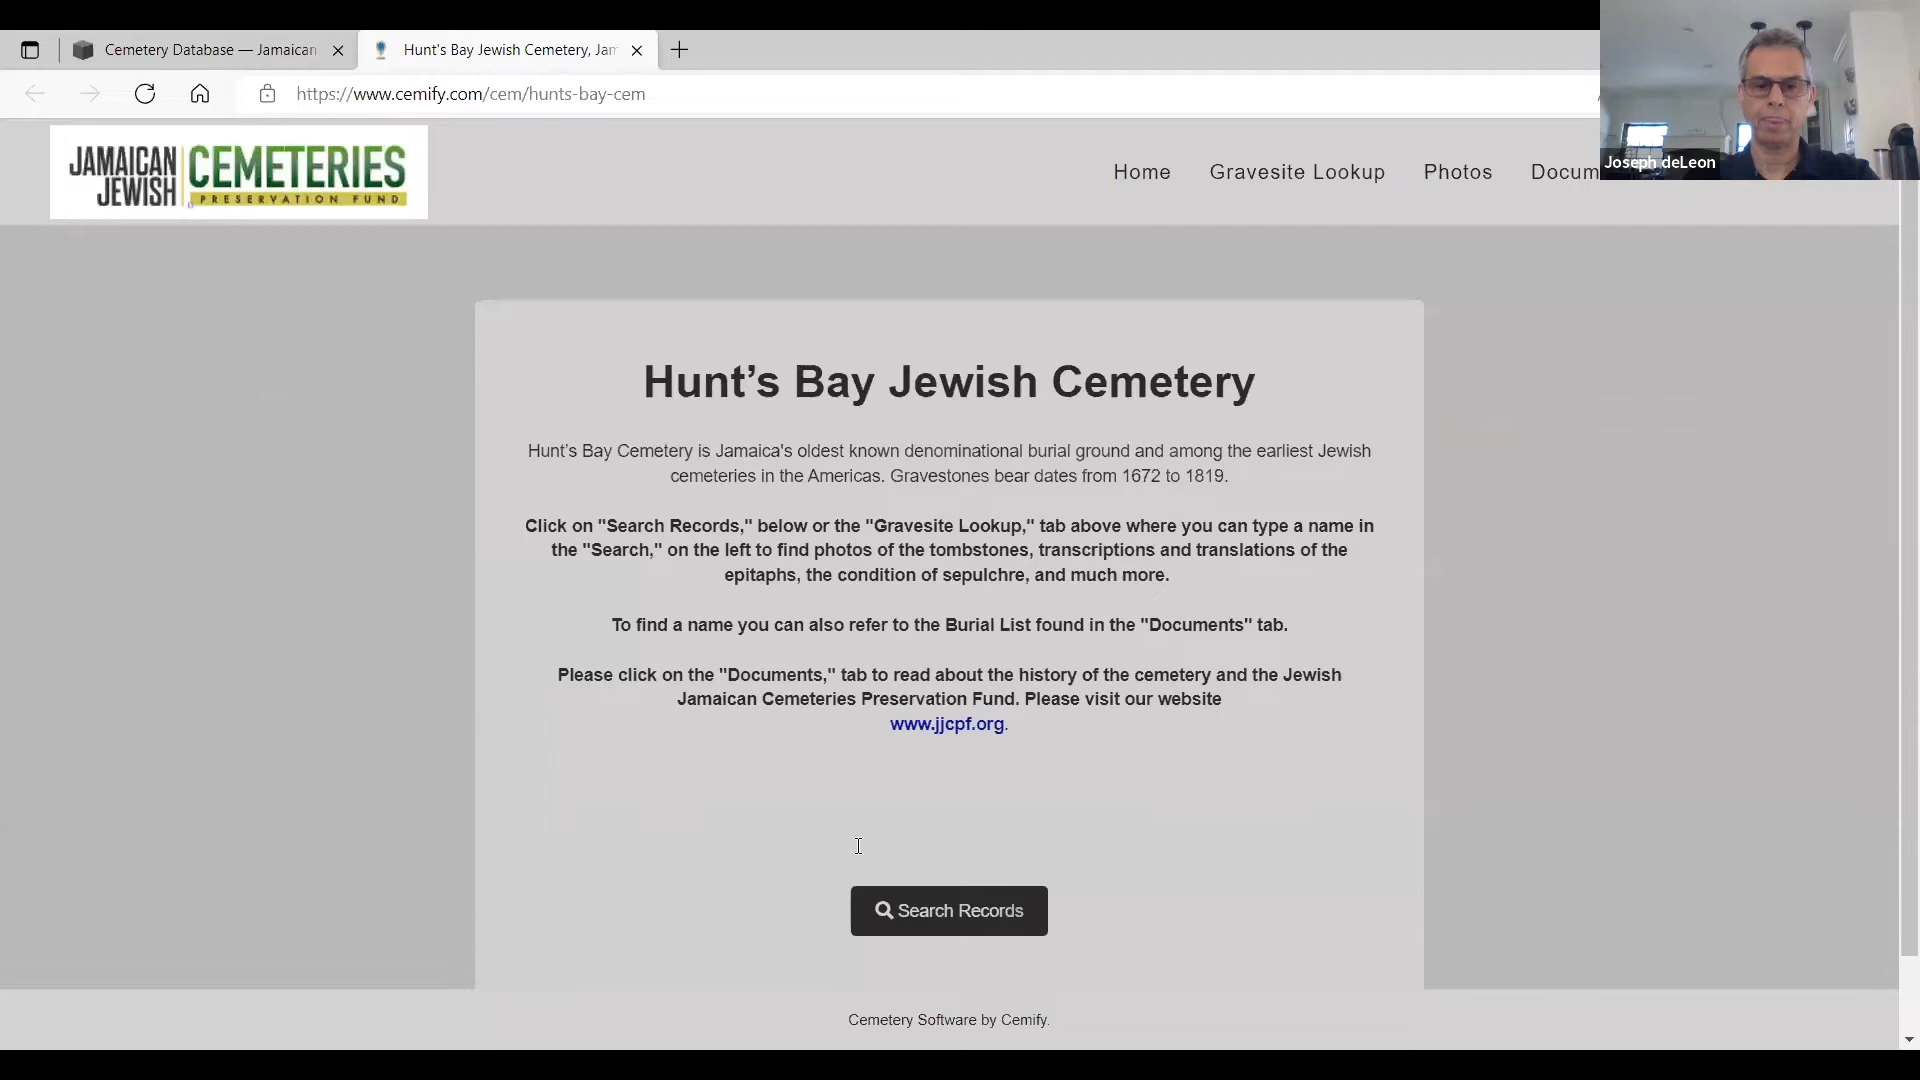 Cemetery Database — Jamaican
Hunt's Bay Jewish Cemetery, Jam
https://www.cemify.com/cem/hunts-bay-cem
JAMAICAN JEWISH CEMETERIES
PRESERVATION FUND
Home Gravesite Lookup Photos Docum
Joseph deLeon
Hunt’s Bay Jewish Cemetery
Hunt’s Bay Cemetery is Jamaica's oldest known denominational burial ground and among the earliest Jewish
cemeteries in the Americas. Gravestones bear dates from 1672 to 1819.
Click on "Search Records," below or the "Gravesite Lookup," tab above where you can type a name in
the "Search," on the left to find photos of the tombstones, transcriptions and translations of the
epitaphs, the condition of sepulchre, and much more.
To find a name you can also refer to the Burial List found in the "Documents" tab.
Please click on the "Documents," tab to read about the history of the cemetery and the Jewish
Jamaican Cemeteries Preservation Fund. Please visit our website
www.jjcpf.org.
Search Records
Cemetery Software by Cemify.